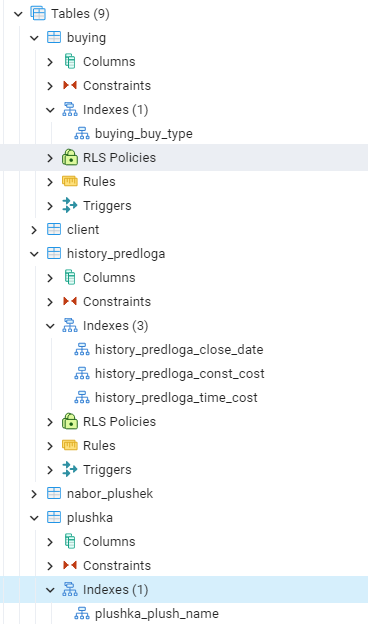 Tables (9)
buying
Columns
Constraints
Indexes (1)
buying_buy_type
RLS Policies
Rules
Triggers
client
history_predloga
Columns
Constraints
Indexes (3)
history_predloga_close_date
history_predloga_const_cost
history_predloga_time_cost
RLS Policies
Rules
Triggers
nabor_plushek
plushka
Columns
Constraints
Indexes (1)
plushka_plush_name